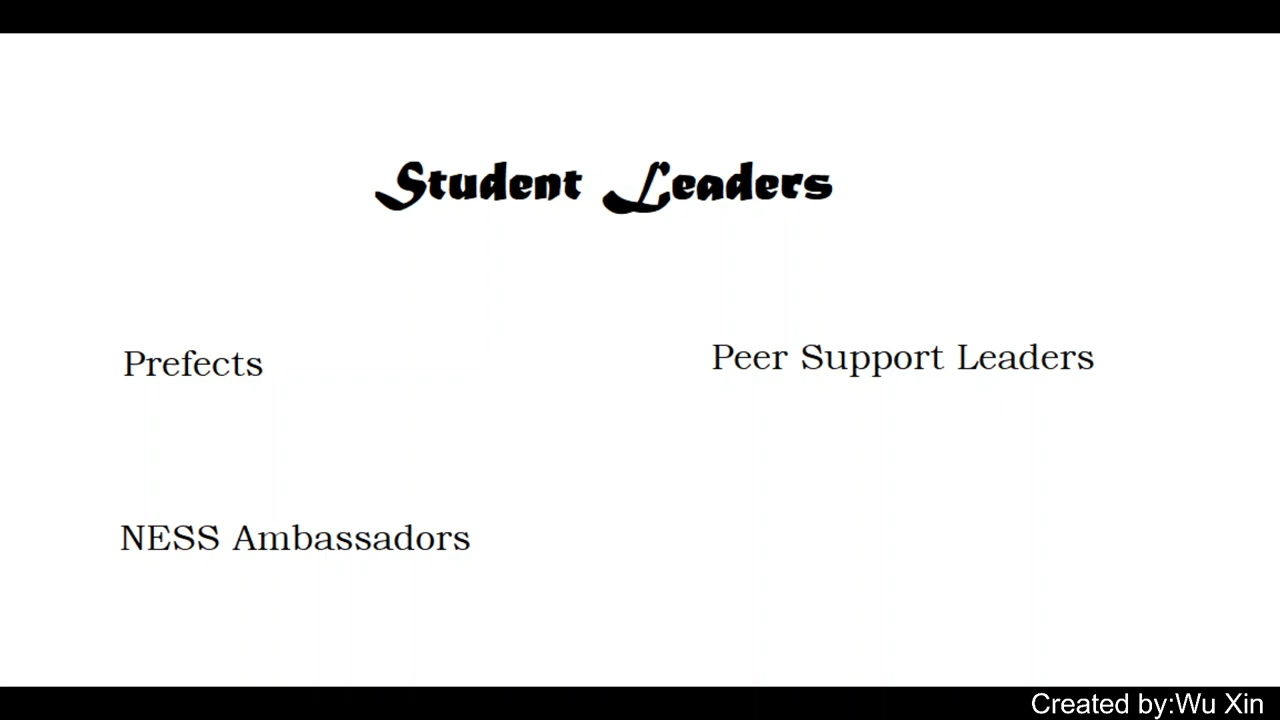 Student Leaders
Prefects
Peer Support Leaders
NESS Ambassadors
Created by:Wu Xin